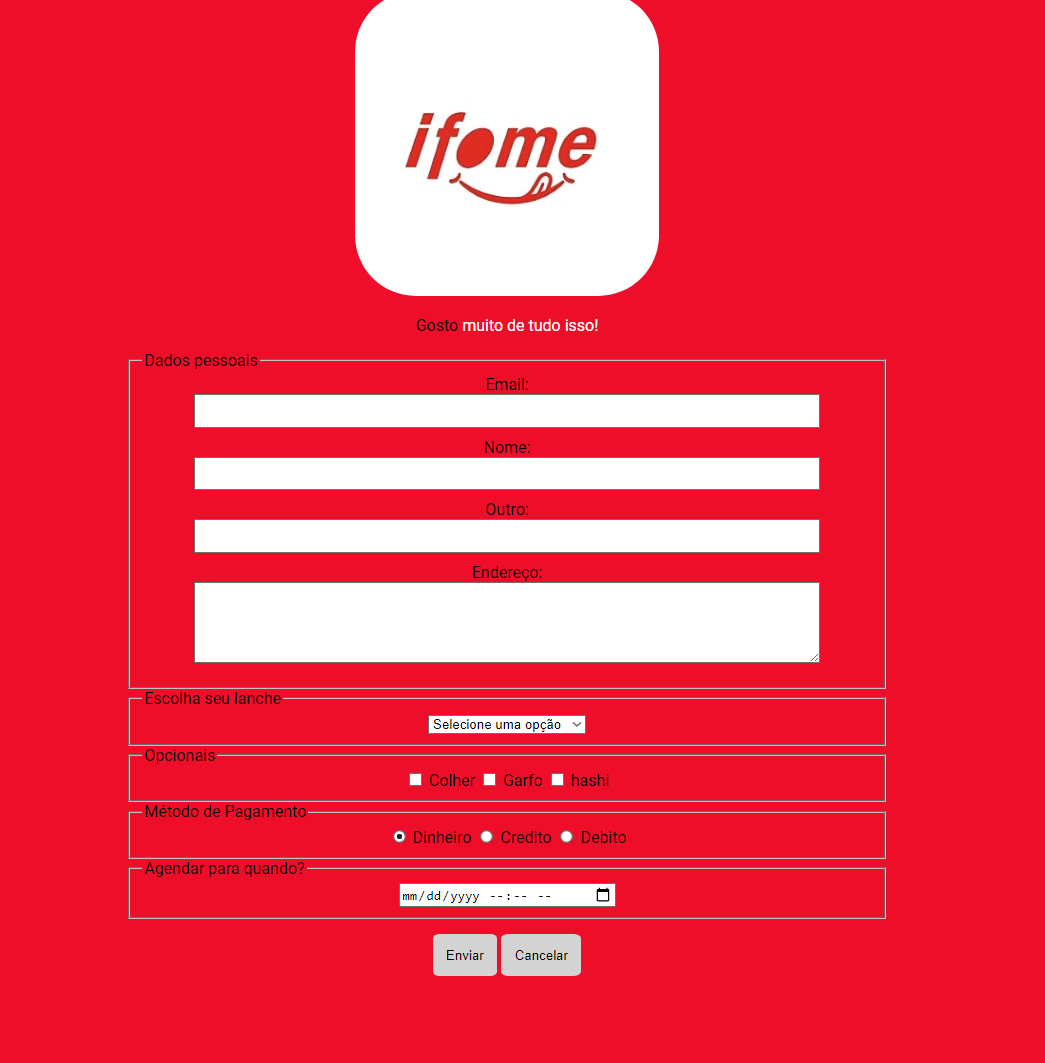 ifome
Gosto muito de tudo isso!
Dados pessoais
Email:
Nome:
Outro:
Endereço:
Escolha seu lanche
Selecione uma opção
Opcionais
Colher Garfo hashi
Método de Pagamento
Dinheiro Credito Debito
Agendar para quando?
mm/dd/yyyy --:-- --
Enviar Cancelar